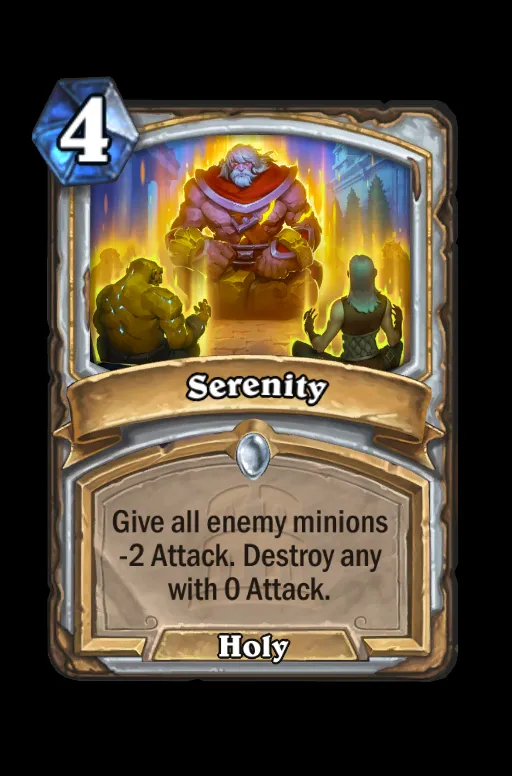 4
Serenity
Give all enemy minions
-2 Attack. Destroy any
with 0 Attack.
Holy